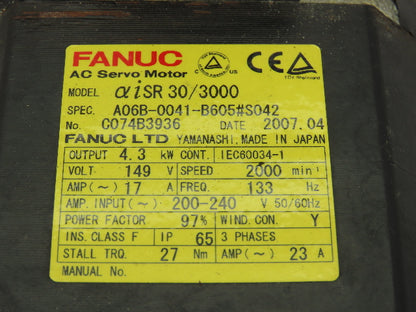 FANUC
AC Servo Motor
C US
TÜV Rheinland
MODEL αiSR 30/3000
SPEC. A06B-0041-B605#S042
No. C074B3936 DATE 2007.04
FANUC LTD YAMANASHI, MADE IN JAPAN
OUTPUT 4.3 kW CONT. IEC60034-1
VOLT 149 V SPEED 2000 min⁻¹
AMP(~) 17 A FREQ. 133 Hz
AMP. INPUT(~) 200-240 V 50/60Hz
POWER FACTOR 97% WIND. CON. Y
INS. CLASS F IP 65 3 PHASES
STALL TRQ. 27 Nm AMP(~) 23 A
MANUAL No.